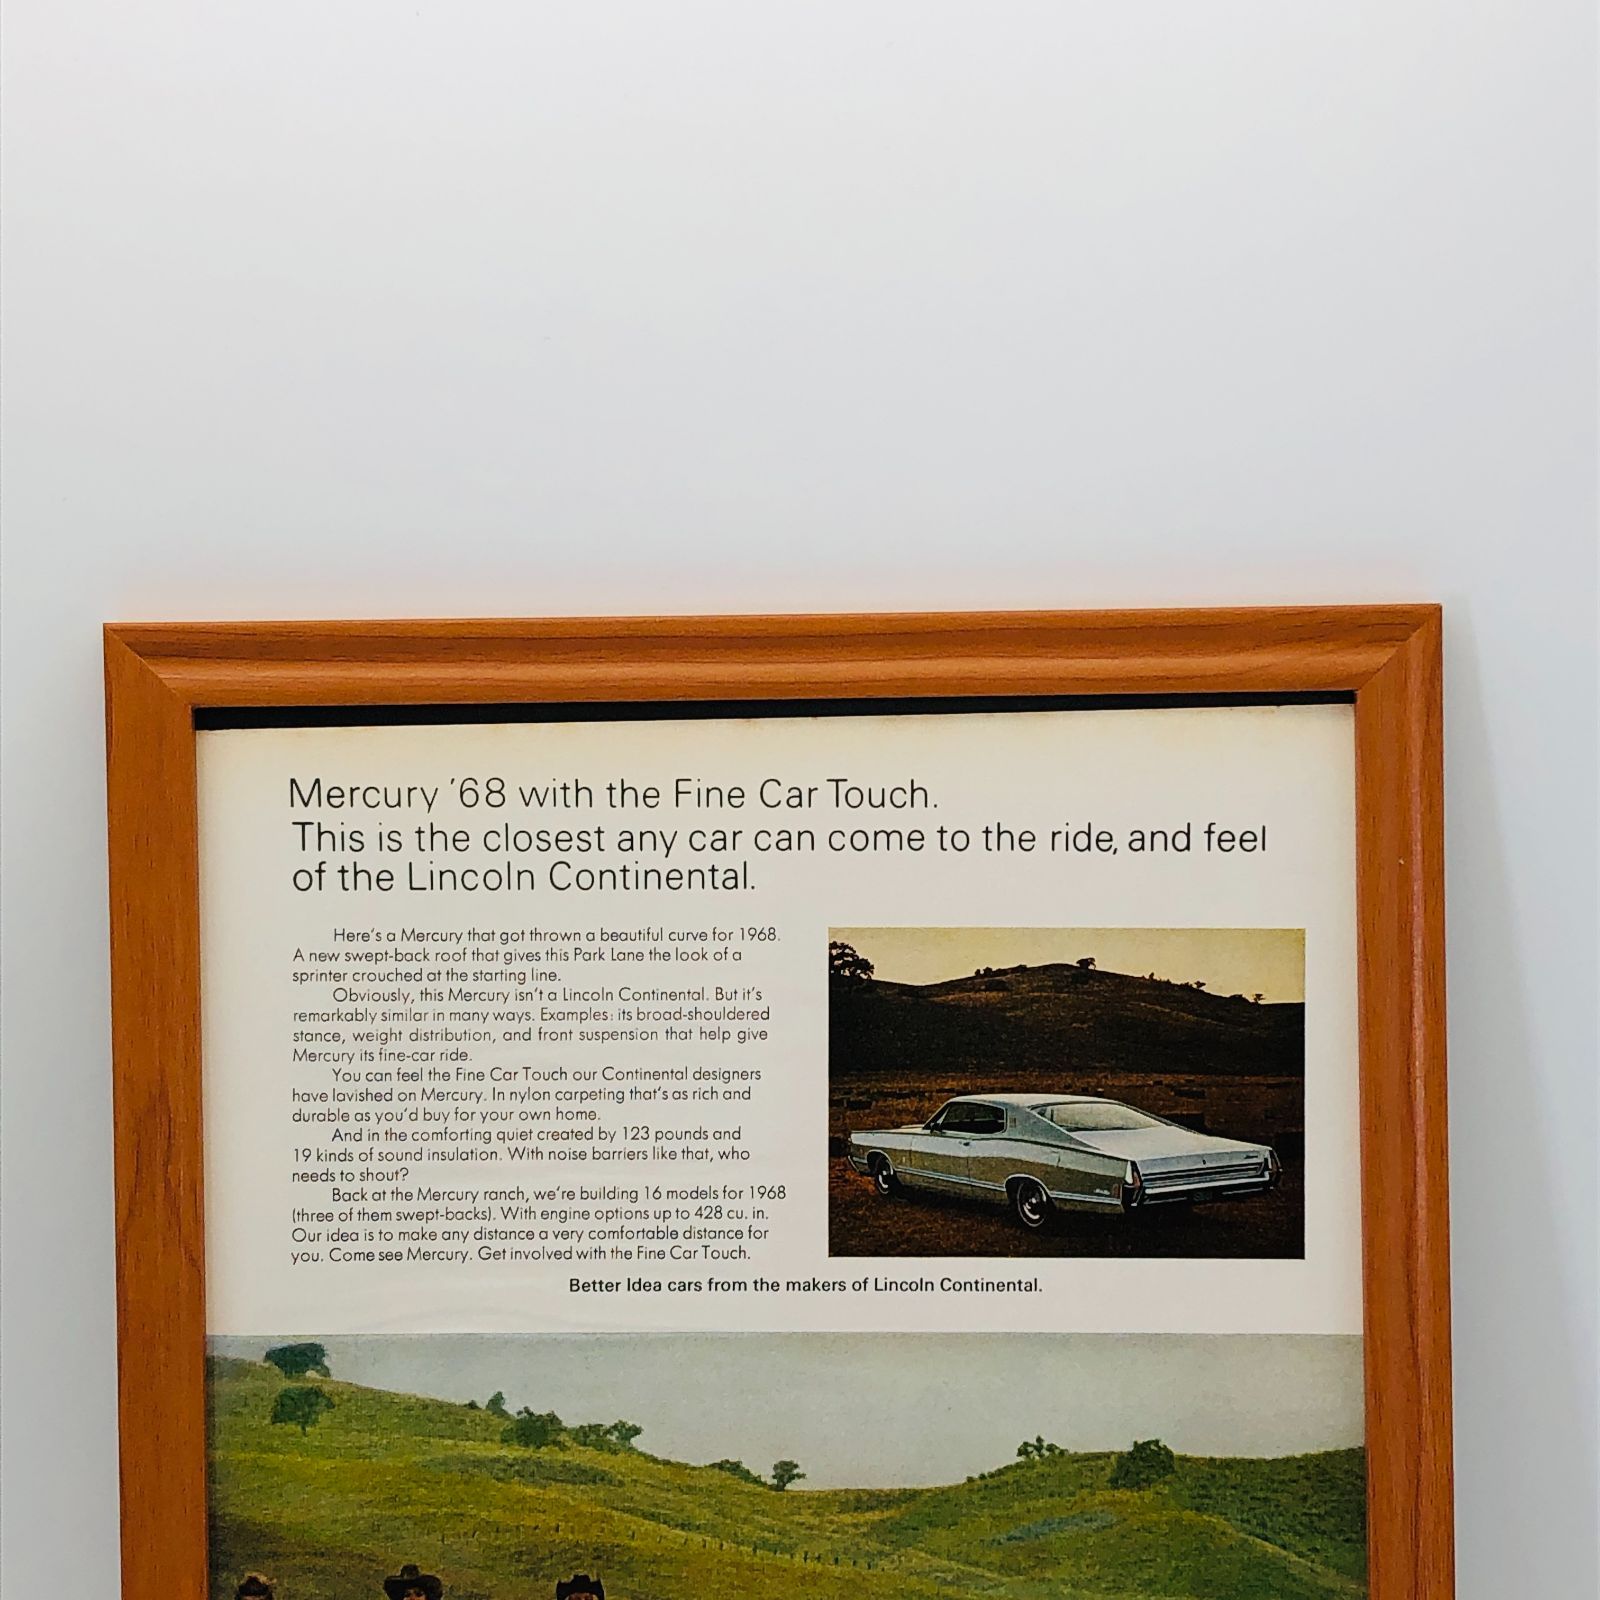 Mercury '68 with the Fine Car Touch.
This is the closest any car can come to the ride, and feel
of the Lincoln Continental.
Here's a Mercury that got thrown a beautiful curve for 1968.
A new swept-back roof that gives this Park Lane the look of a
sprinter crouched at the starting line.
Obviously, this Mercury isn't a Lincoln Continental. But it's
remarkably similar in many ways. Examples: its broad-shouldered
stance, weight distribution, and front suspension that help give
Mercury its fine-car ride.
You can feel the Fine Car Touch our Continental designers
have lavished on Mercury. In nylon carpeting that's as rich and
durable as you'd buy for your own home.
And in the comforting quiet created by 123 pounds and
19 kinds of sound insulation. With noise barriers like that, who
needs to shout?
Back at the Mercury ranch, we're building 16 models for 1968
(three of them swept-backs). With engine options up to 428 cu. in.
Our idea is to make any distance a very comfortable distance for
you. Come see Mercury. Get involved with the Fine Car Touch.
Better Idea cars from the makers of Lincoln Continental.